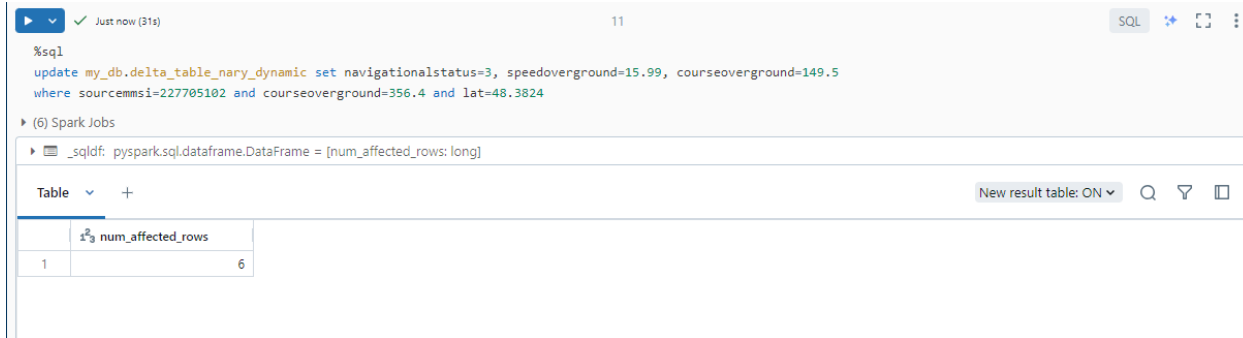 Just now (31s)
11
SQL
%sql
update my_db.delta_table_nary_dynamic set navigationalstatus=3, speedoverground=15.99, courseoverground=149.5
where sourcemmsi=227705102 and courseoverground=356.4 and lat=48.3824
(6) Spark Jobs
_sqldf: pyspark.sql.dataframe.DataFrame = [num_affected_rows: long]
Table
New result table: ON
123 num_affected_rows
1 6